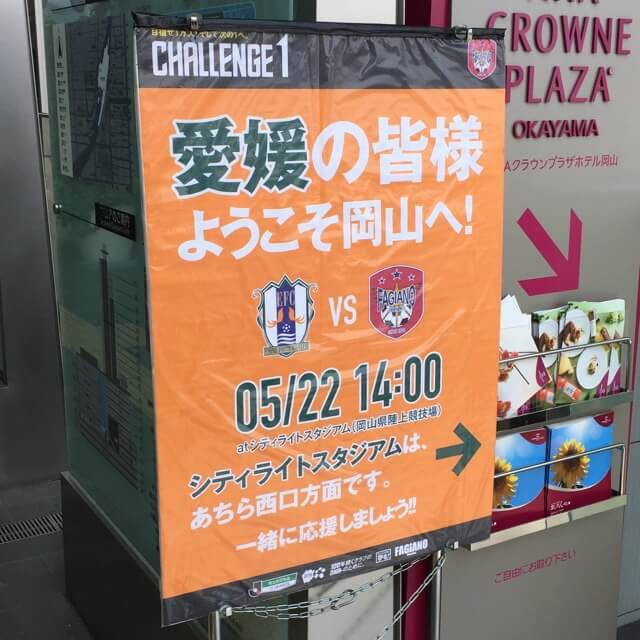 CHALLENGE1
愛媛の皆様
ようこそ岡山へ!
EFC
VS
FAGIANO
05/22 14:00
atシティライトスタジアム(岡山県陸上競技場)
シティライトスタジアムは、
あちら西口方面です。
一緒に応援しましょう!!
FAGIANO
CROWNE
PLAZA
OKAYAMA
Aクラウンプラザホテル岡山
ご自由にお取り下さい